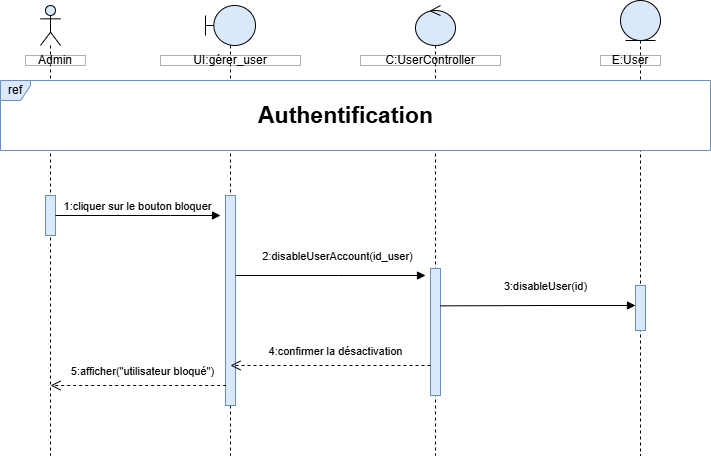 Admin
UI:gérer_user
C:UserController
E:User
ref
Authentification
1:cliquer sur le bouton bloquer
2:disableUserAccount(id_user)
3:disableUser(id)
4:confirmer la désactivation
5:afficher("utilisateur bloqué")